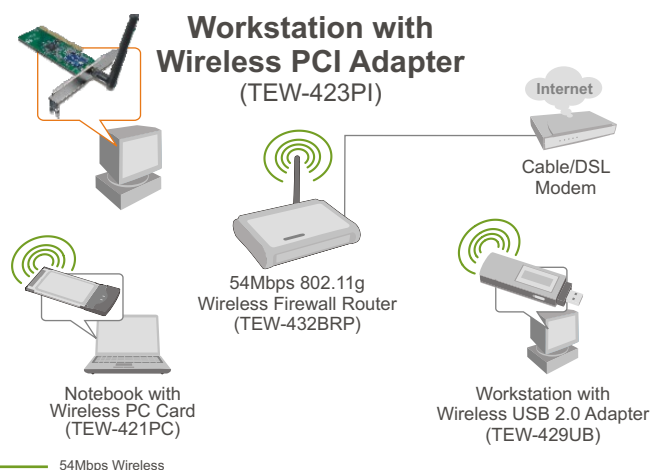 Workstation with
Wireless PCI Adapter
(TEW-423PI)
Internet
Cable/DSL
Modem
54Mbps 802.11g
Wireless Firewall Router
(TEW-432BRP)
Notebook with
Wireless PC Card
(TEW-421PC)
Workstation with
Wireless USB 2.0 Adapter
(TEW-429UB)
54Mbps Wireless